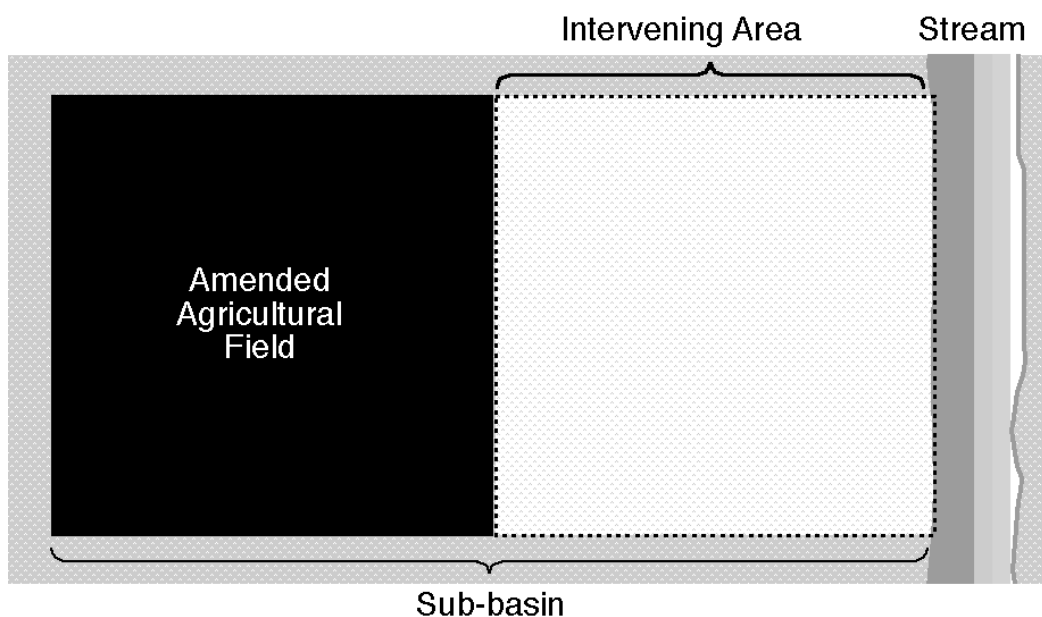 Intervening Area
Stream
Amended
Agricultural
Field
Sub-basin